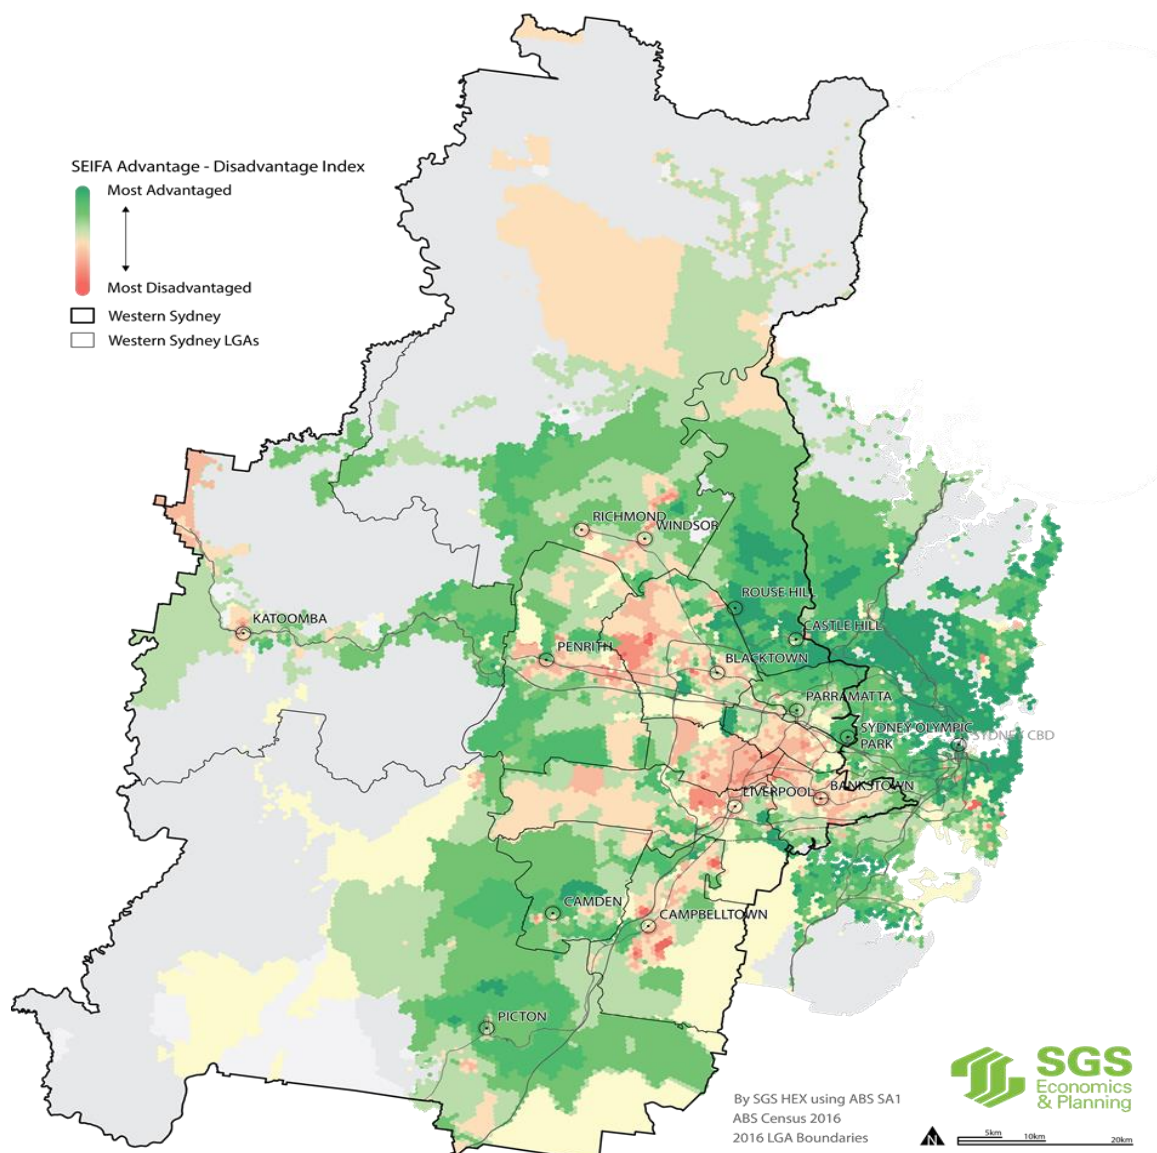 SEIFA Advantage - Disadvantage Index
Most Advantaged
Most Disadvantaged
Western Sydney
Western Sydney LGAs
RICHMOND
WINDSOR
ROUSE HILL
KATOOMBA
CASTLE HILL
PENRITH
BLACKTOWN
PARRAMATTA
SYDNEY OLYMPIC
PARK
SYDNEY CBD
LIVERPOOL
BANKSTOWN
CAMDEN
CAMPBELLTOWN
PICTON
SGS
Economics
& Planning
By SGS HEX using ABS SA1
ABS Census 2016
2016 LGA Boundaries
N
5km
10km
20km